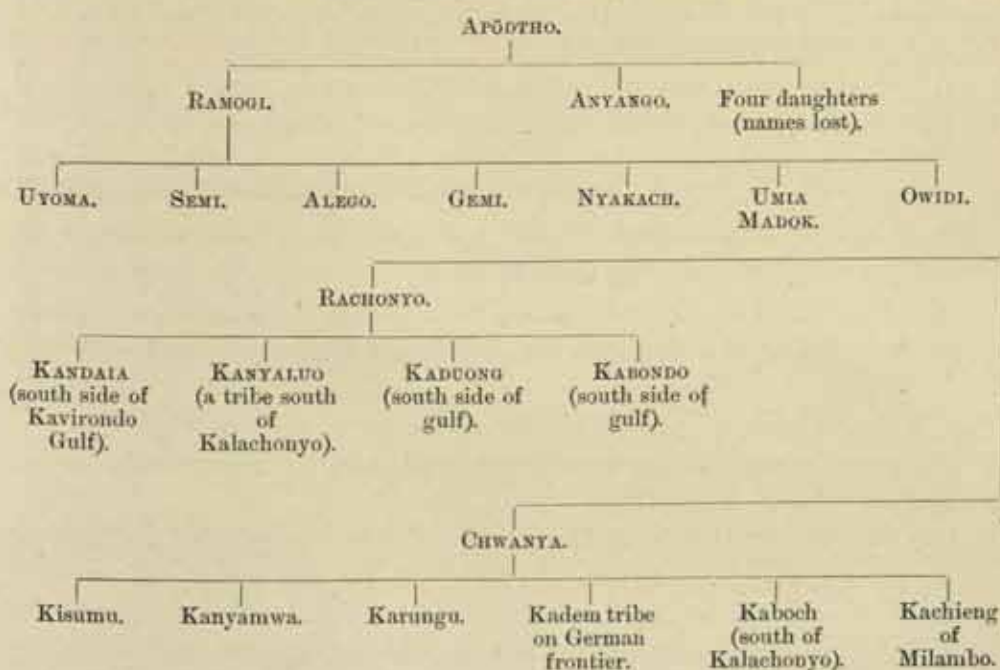 APŌDTHO.
RAMOGI. ANYANGO. Four daughters
(names lost).
UYOMA. SEMI. ALEGO. GEMI. NYAKACH. UMIA OWIDI.
MADOK.
RACHONYO.
KANDAIA KANYALUO KADUONG KABONDO
(south side of (a tribe south (south side of (south side of
Kavirondo of gulf). gulf).
Gulf). Kalachonyo).
CHWANYA.
Kisumu. Kanyamwa. Karungu. Kadem tribe Kaboch Kachieng
on German (south of of
frontier. Kalachonyo). Milambo.